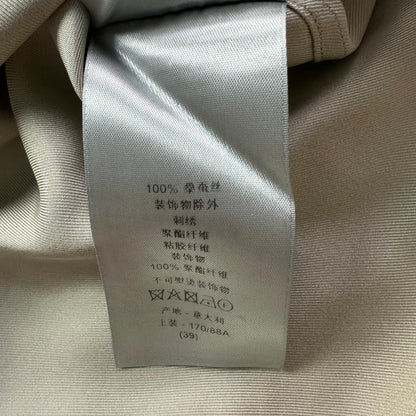 100% 桑蚕丝
装饰物除外
刺绣
聚酯纤维
粘胶纤维
装饰物
100% 聚酯纤维
不可熨烫装饰物
产地 - 意大利
上装 - 170/88A
(39)